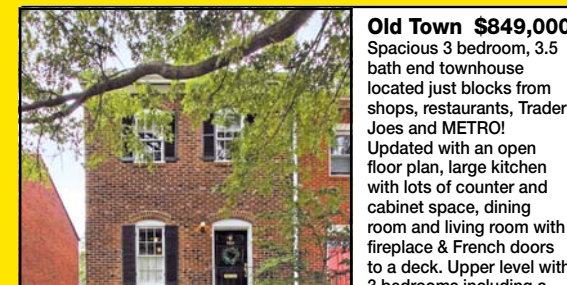 Old Town $849,000
Spacious 3 bedroom, 3.5
bath end townhouse
located just blocks from
shops, restaurants, Trader
Joes and METRO!
Updated with an open
floor plan, large kitchen
with lots of counter and
cabinet space, dining
room and living room with
fireplace & French doors
to a deck. Upper level with
3 bedrooms including a